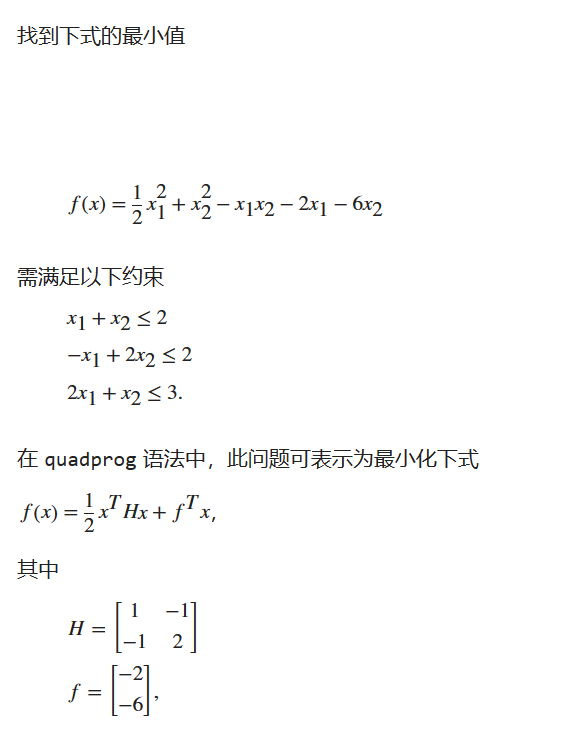 找到下式的最小值
f(x) = \frac{1}{2}x_1^2 + x_2^2 - x_1x_2 - 2x_1 - 6x_2
需满足以下约束
x_1 + x_2 ≤ 2
-x_1 + 2x_2 ≤ 2
2x_1 + x_2 ≤ 3.
在 quadprog 语法中，此问题可表示为最小化下式
f(x) = \frac{1}{2}x^T Hx + f^T x,
其中
H = \begin{bmatrix} 1 & -1 \\ -1 & 2 \end{bmatrix}
f = \begin{bmatrix} -2 \\ -6 \end{bmatrix},